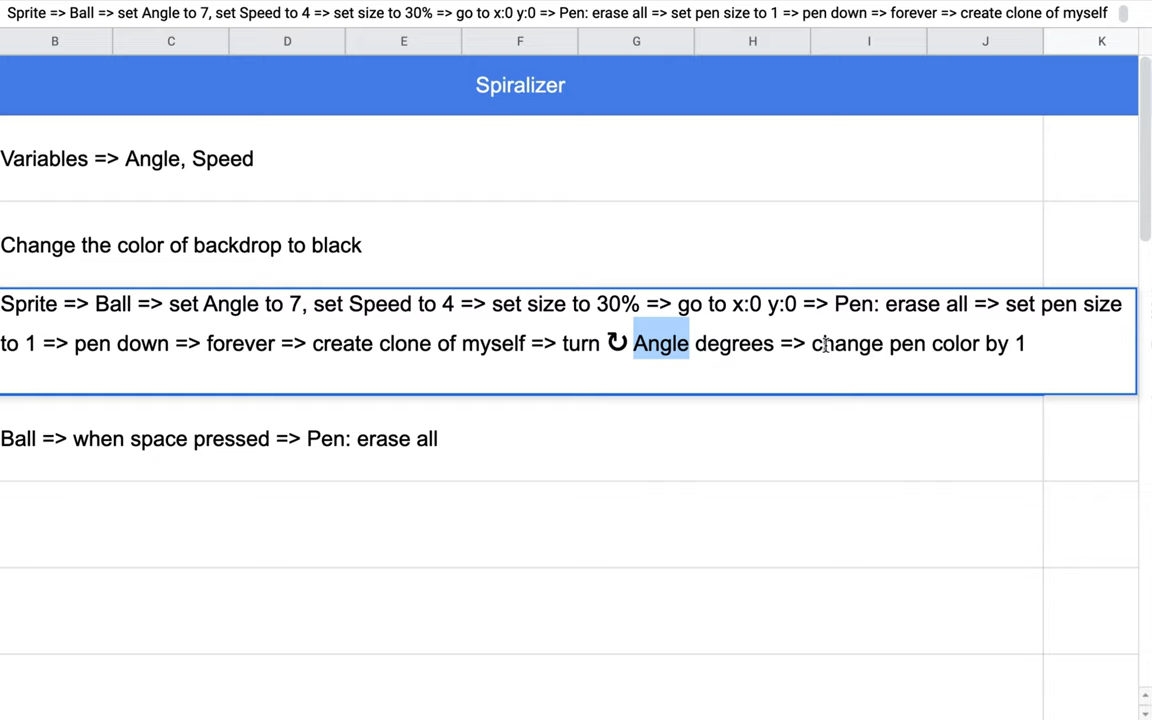 Sprite => Ball => set Angle to 7, set Speed to 4 => set size to 30% => go to x:0 y:0 => Pen: erase all => set pen size to 1 => pen down => forever => create clone of myself
B C D E F G H I J K
Spiralizer
Variables => Angle, Speed
Change the color of backdrop to black
Sprite => Ball => set Angle to 7, set Speed to 4 => set size to 30% => go to x:0 y:0 => Pen: erase all => set pen size
to 1 => pen down => forever => create clone of myself => turn ↻ Angle degrees => change pen color by 1
Ball => when space pressed => Pen: erase all